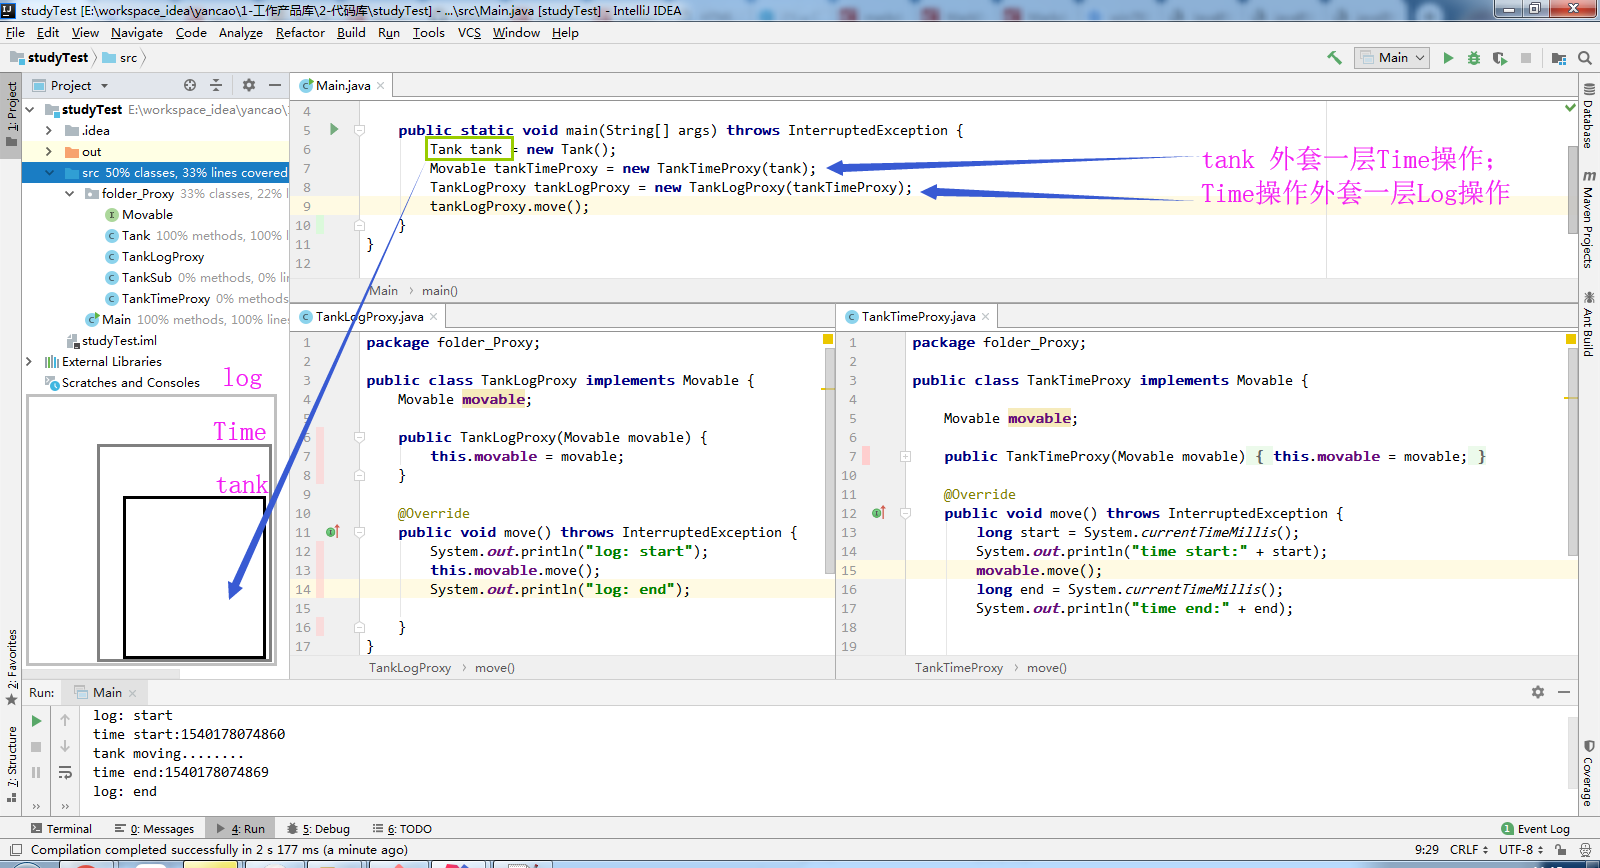 studyTest [E:\workspace_idea\yancao\1-工作产品库\2-代码库\studyTest] - ...\src\Main.java [studyTest] - IntelliJ IDEA
File Edit View Navigate Code Analyze Refactor Build Run Tools VCS Window Help
studyTest src
Main
1: Project
Project
studyTest E:\workspace_idea\yancao\
.idea
out
src 50% classes, 33% lines covered
folder_Proxy 33% classes, 22% l
Movable
Tank 100% methods, 100% l
TankLogProxy
TankSub 0% methods, 0% lir
TankTimeProxy 0% methods
Main 100% methods, 100% lines
studyTest.iml
External Libraries
Scratches and Consoles
log
Time
tank
Main.java
4
5 public static void main(String[] args) throws InterruptedException {
6 Tank tank = new Tank();
7 Movable tankTimeProxy = new TankTimeProxy(tank);
8 TankLogProxy tankLogProxy = new TankLogProxy(tankTimeProxy);
9 tankLogProxy.move();
10 }
11 }
12
tank 外套一层Time操作;
Time操作外套一层Log操作
Main main()
TankLogProxy.java
1 package folder_Proxy;
2
3 public class TankLogProxy implements Movable {
4 Movable movable;
5
6 public TankLogProxy(Movable movable) {
7 this.movable = movable;
8 }
9
10 @Override
11 public void move() throws InterruptedException {
12 System.out.println("log: start");
13 this.movable.move();
14 System.out.println("log: end");
15
16 }
17 }
TankLogProxy move()
TankTimeProxy.java
1 package folder_Proxy;
2
3 public class TankTimeProxy implements Movable {
4
5 Movable movable;
6
7 public TankTimeProxy(Movable movable) { this.movable = movable; }
10
11 @Override
12 public void move() throws InterruptedException {
13 long start = System.currentTimeMillis();
14 System.out.println("time start:" + start);
15 movable.move();
16 long end = System.currentTimeMillis();
17 System.out.println("time end:" + end);
18
19
TankTimeProxy move()
Database
Maven Projects
Ant Build
Coverage
2: Favorites
7: Structure
Run: Main
log: start
time start:1540178074860
tank moving........
time end:1540178074869
log: end
Terminal 0: Messages 4: Run 5: Debug 6: TODO
1 Event Log
Compilation completed successfully in 2 s 177 ms (a minute ago)
9:29 CRLF UTF-8